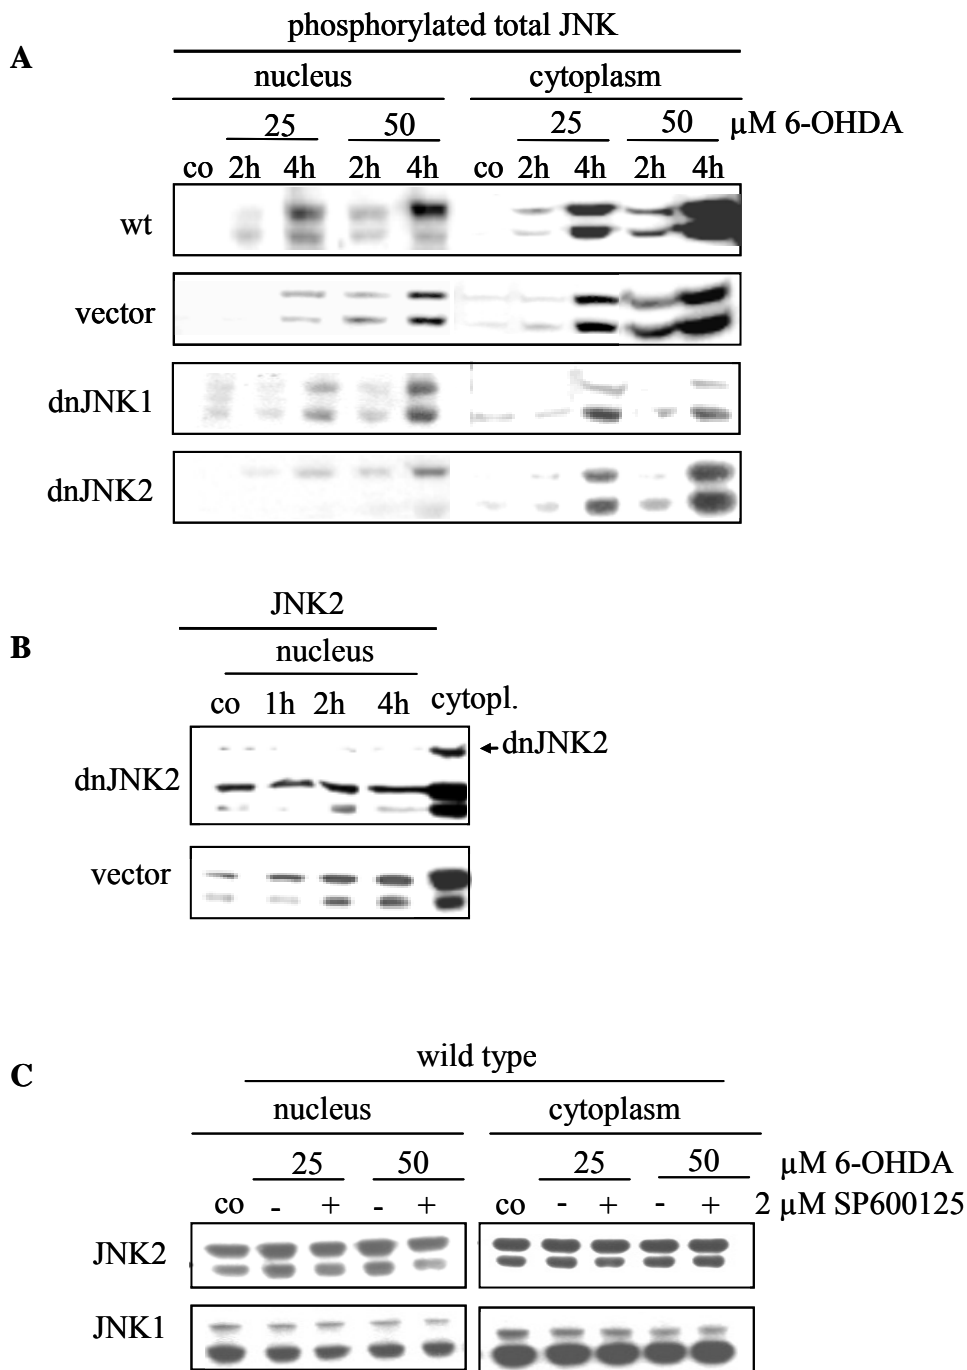 phosphorylated total JNK
A
nucleus cytoplasm
25 50 25 50 µM 6-OHDA
co 2h 4h 2h 4h co 2h 4h 2h 4h
wt
vector
dnJNK1
dnJNK2
JNK2
B
nucleus
co 1h 2h 4h cytopl.
dnJNK2
dnJNK2
vector
wild type
C
nucleus cytoplasm
25 50 25 50 µM 6-OHDA
co - + - + co - + - + 2 µM SP600125
JNK2
JNK1